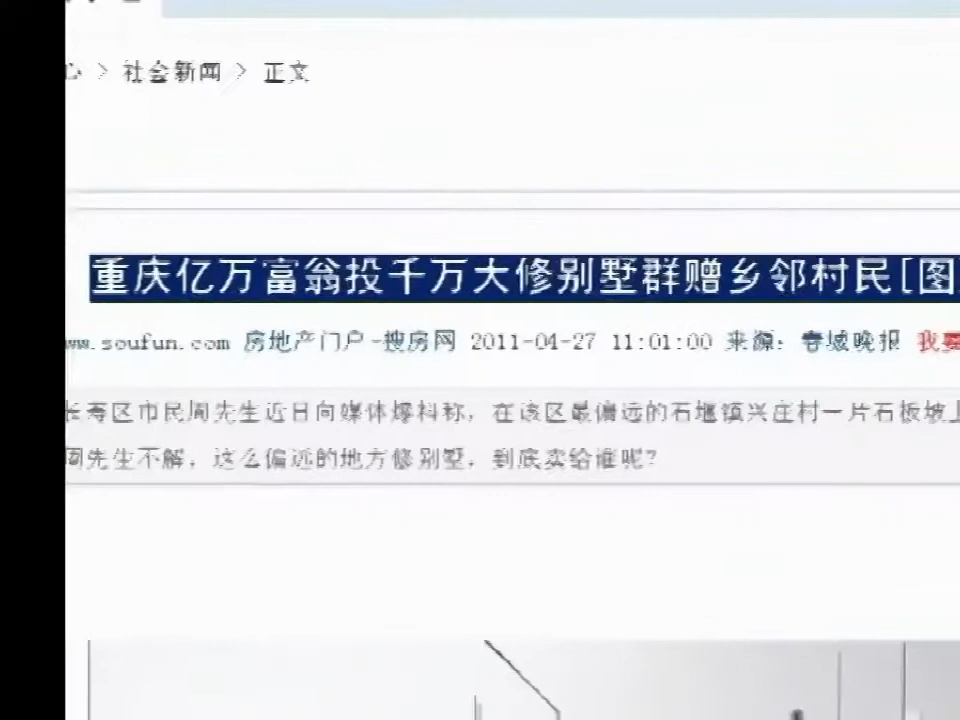 心 > 社会新闻 > 正文
重庆亿万富翁投千万大修别墅群赠乡邻村民[图
ww.soufun.com 房地产门户-搜房网 2011-04-27 11:01:00 来源：春城晚报 我要
长寿区市民周先生近日向媒体爆料称，在该区最偏远的石堰镇兴庄村一片石板坡上
周先生不解，这么偏远的地方修别墅，到底卖给谁呢？